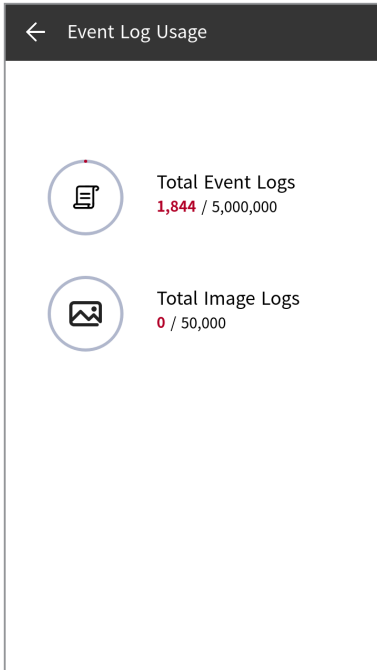 Event Log Usage
Total Event Logs
1,844 / 5,000,000
Total Image Logs
0 / 50,000